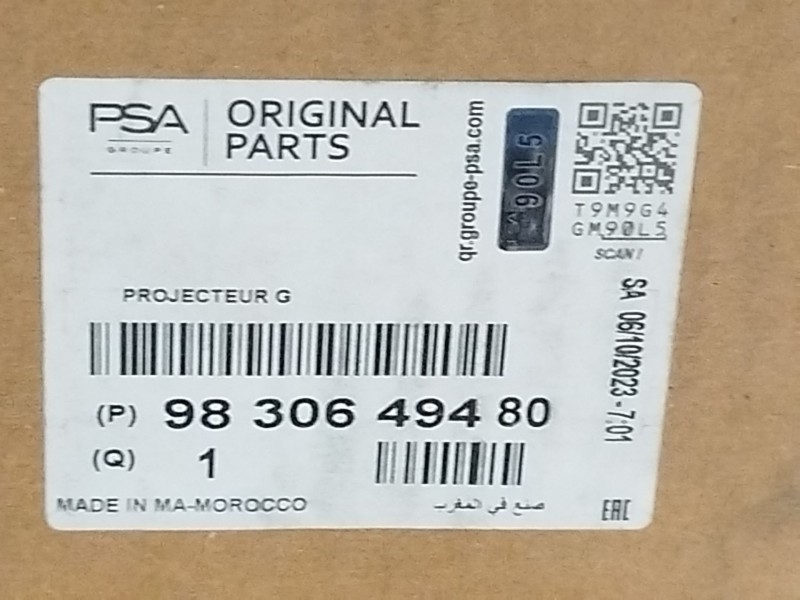 PSA
GROUPE
ORIGINAL
PARTS
qr.groupe-psa.com
90L5
T9M9G4
GM90L5
SCAN!
PROJECTEUR G
(P) 98 306 494 80
(Q) 1
SA 06/10/2023 - 7:01
MADE IN MA-MOROCCO
صنع في المغرب
EAC